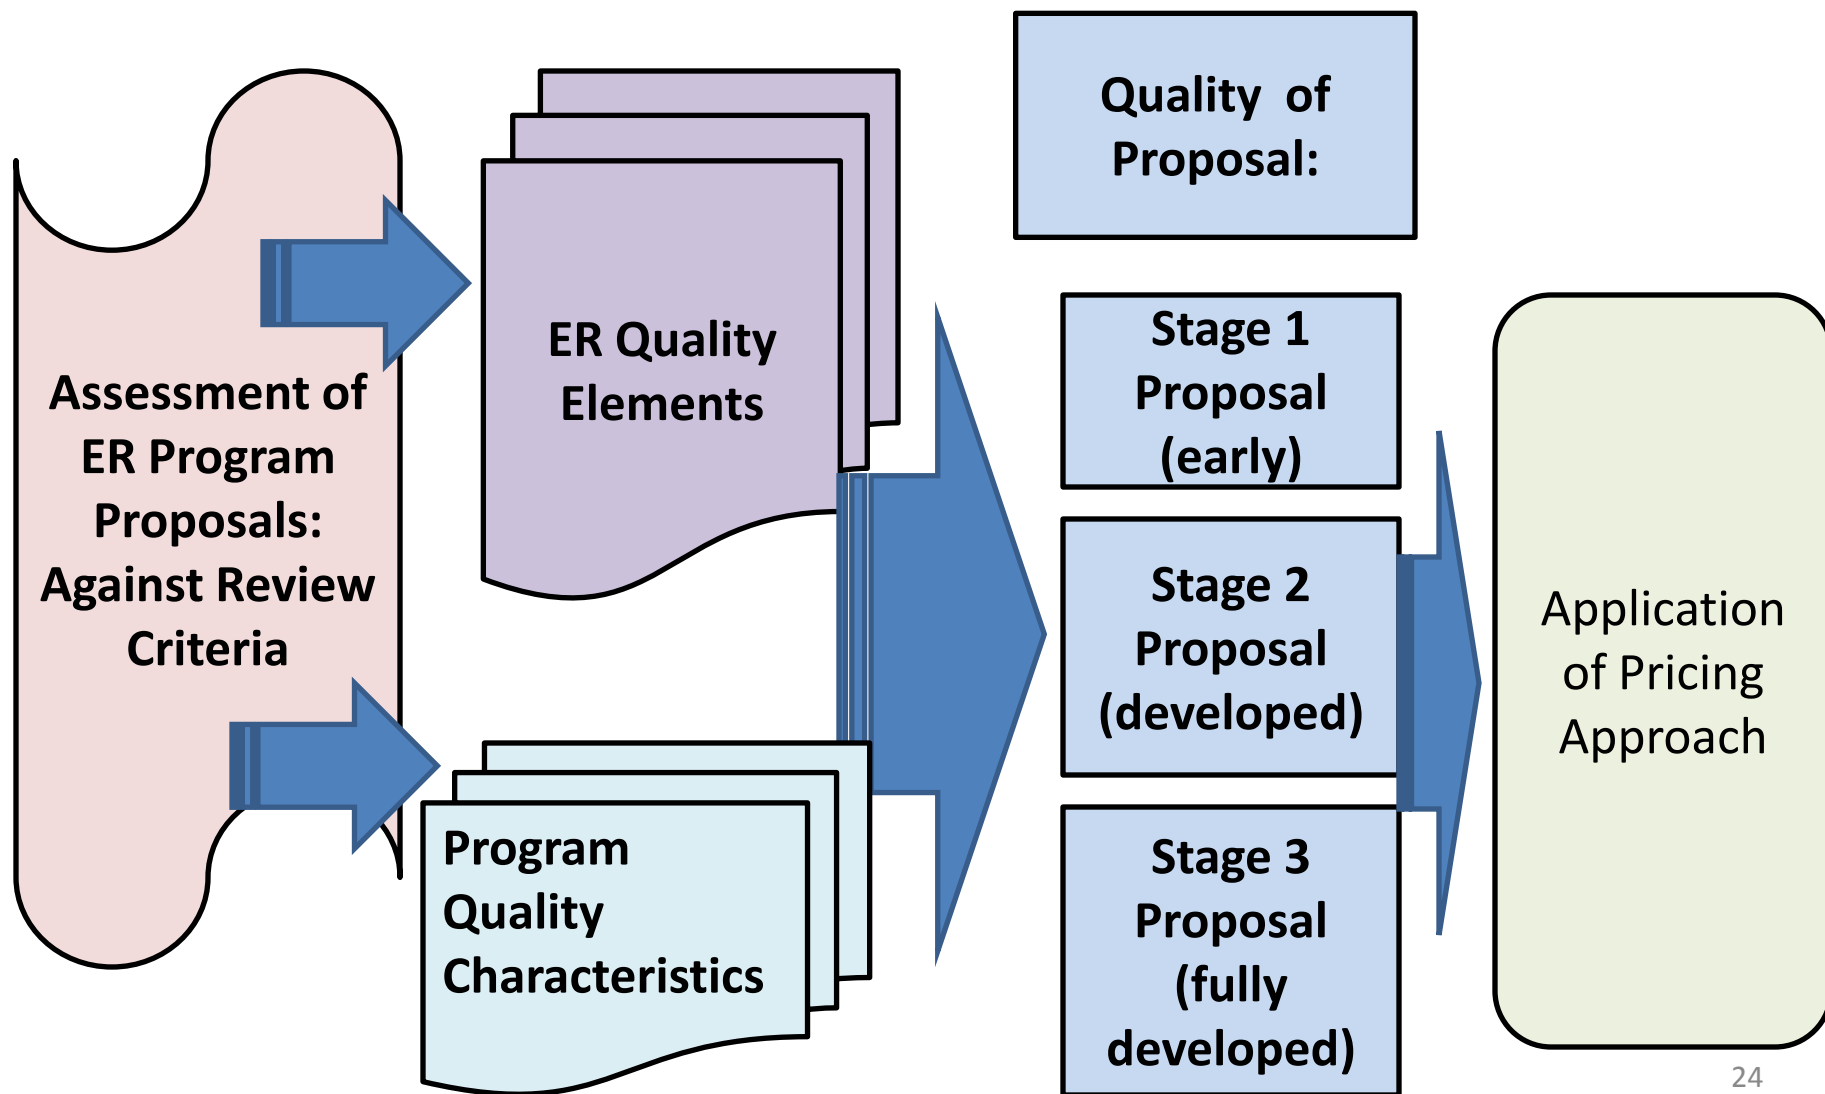 Assessment of
ER Program
Proposals:
Against Review
Criteria
ER Quality
Elements
Program
Quality
Characteristics
Quality of
Proposal:
Stage 1
Proposal
(early)
Stage 2
Proposal
(developed)
Stage 3
Proposal
(fully
developed)
Application
of Pricing
Approach
24